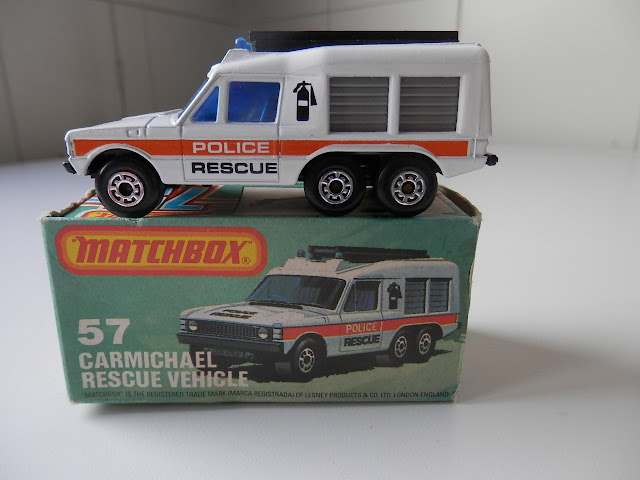 POLICE
RESCUE
MATCHBOX®
57
CARMICHAEL
RESCUE VEHICLE
POLICE
RESCUE
"MATCHBOX" IS THE REGISTERED TRADE MARK (MARCA REGISTRADA) OF LESNEY PRODUCTS & CO. LTD. LONDON ENGLAND